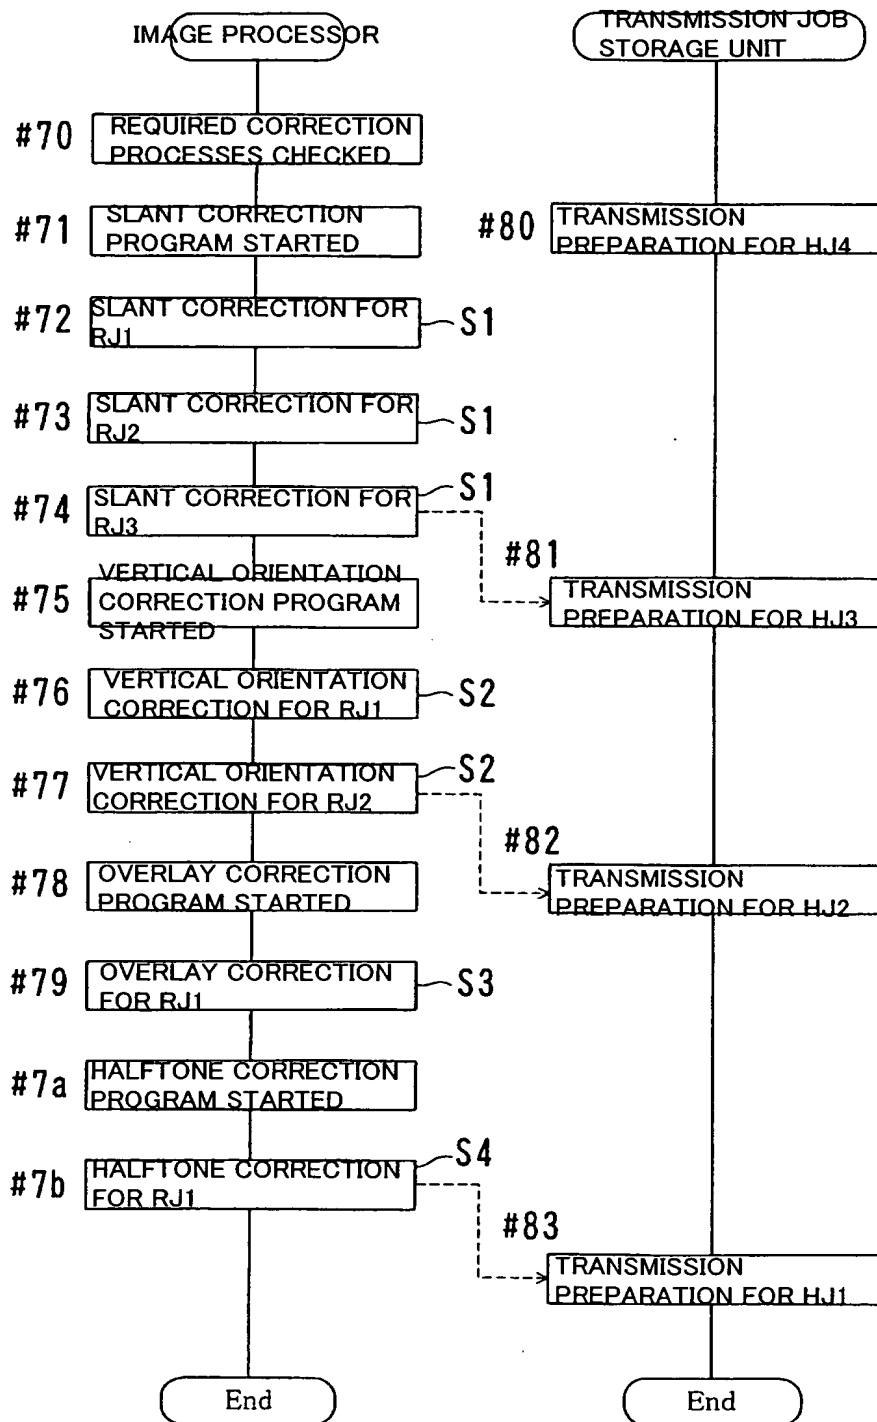 IMAGE PROCESSOR
TRANSMISSION JOB
STORAGE UNIT
#70
REQUIRED CORRECTION
PROCESSES CHECKED
#71
SLANT CORRECTION
PROGRAM STARTED
#80
TRANSMISSION
PREPARATION FOR HJ4
#72
SLANT CORRECTION FOR
RJ1
S1
#73
SLANT CORRECTION FOR
RJ2
S1
#74
SLANT CORRECTION FOR
RJ3
S1
#81
TRANSMISSION
PREPARATION FOR HJ3
#75
VERTICAL ORIENTATION
CORRECTION PROGRAM
STARTED
#76
VERTICAL ORIENTATION
CORRECTION FOR RJ1
S2
#77
VERTICAL ORIENTATION
CORRECTION FOR RJ2
S2
#82
TRANSMISSION
PREPARATION FOR HJ2
#78
OVERLAY CORRECTION
PROGRAM STARTED
#79
OVERLAY CORRECTION
FOR RJ1
S3
#7a
HALFTONE CORRECTION
PROGRAM STARTED
#7b
HALFTONE CORRECTION
FOR RJ1
S4
#83
TRANSMISSION
PREPARATION FOR HJ1
End
End